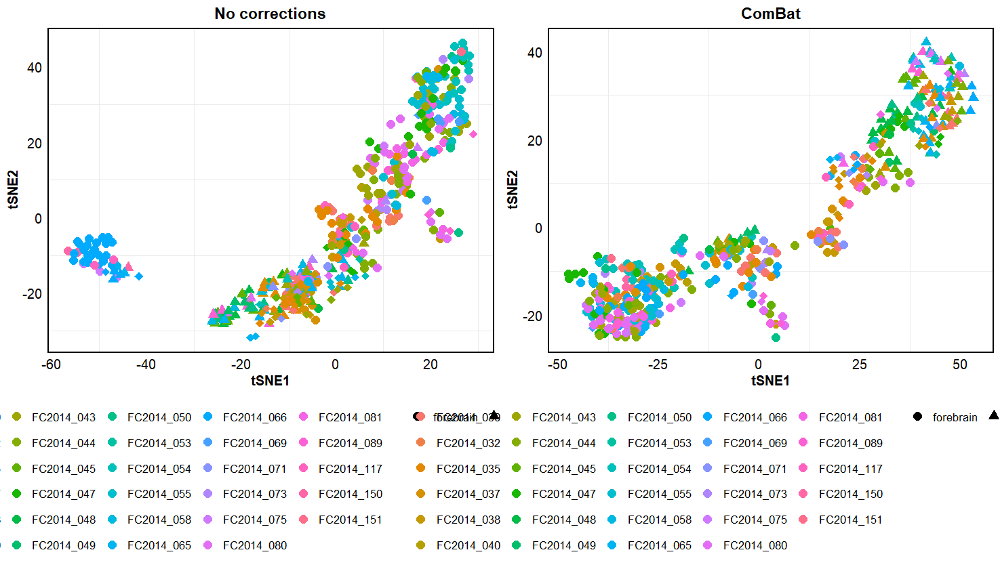 No corrections
ComBat
40
20
0
-20
tSNE2
-60
-40
-20
0
20
tSNE1
40
20
0
-20
tSNE2
-50
-25
0
25
50
tSNE1
FC2014_043 FC2014_050 FC2014_066 FC2014_081 forebrain
FC2014_044 FC2014_053 FC2014_069 FC2014_089
FC2014_045 FC2014_054 FC2014_071 FC2014_117
FC2014_047 FC2014_055 FC2014_073 FC2014_150
FC2014_048 FC2014_058 FC2014_075 FC2014_151
FC2014_049 FC2014_065 FC2014_080
FC2014_043 FC2014_050 FC2014_066 FC2014_081 forebrain
FC2014_032 FC2014_044 FC2014_053 FC2014_069 FC2014_089
FC2014_035 FC2014_045 FC2014_054 FC2014_071 FC2014_117
FC2014_037 FC2014_047 FC2014_055 FC2014_073 FC2014_150
FC2014_038 FC2014_048 FC2014_058 FC2014_075 FC2014_151
FC2014_040 FC2014_049 FC2014_065 FC2014_080